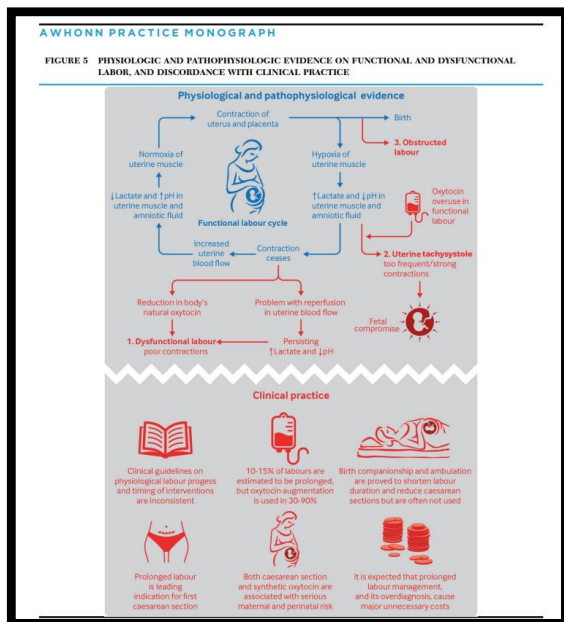 AWHONN PRACTICE MONOGRAPH
FIGURE 5 PHYSIOLOGIC AND PATHOPHYSIOLOGIC EVIDENCE ON FUNCTIONAL AND DYSFUNCTIONAL
LABOR, AND DISCORDANCE WITH CLINICAL PRACTICE
Physiological and pathophysiological evidence
Contraction of
uterus and placenta
Birth
3. Obstructed
labour
Normoxia of
uterine muscle
Hypoxia of
uterine muscle
↓Lactate and ↑pH in
uterine muscle and
amniotic fluid
Functional labour cycle
↑Lactate and ↓pH in
uterine muscle and
amniotic fluid
Oxytocin
overuse in
functional
labour
Increased
uterine
blood flow
Contraction
ceases
2. Uterine tachysystole
too frequent/strong
contractions
Reduction in body's
natural oxytocin
Problem with reperfusion
in uterine blood flow
Fetal
compromise
1. Dysfunctional labour
poor contractions
Persisting
↑Lactate and ↓pH
Clinical practice
Clinical guidelines on
physiological labour progess
and timing of interventions
are inconsistent
10-15% of labours are
estimated to be prolonged,
but oxytocin augmentation
is used in 30-90%
Birth companionship and ambulation
are proved to shorten labour
duration and reduce caesarean
sections but are often not used
Prolonged labour
is leading
indication for first
caesarean section
Both caesarean section
and synthetic oxytocin are
associated with serious
maternal and perinatal risk
It is expected that prolonged
labour management,
and its overdiagnosis, cause
major unnecessary costs